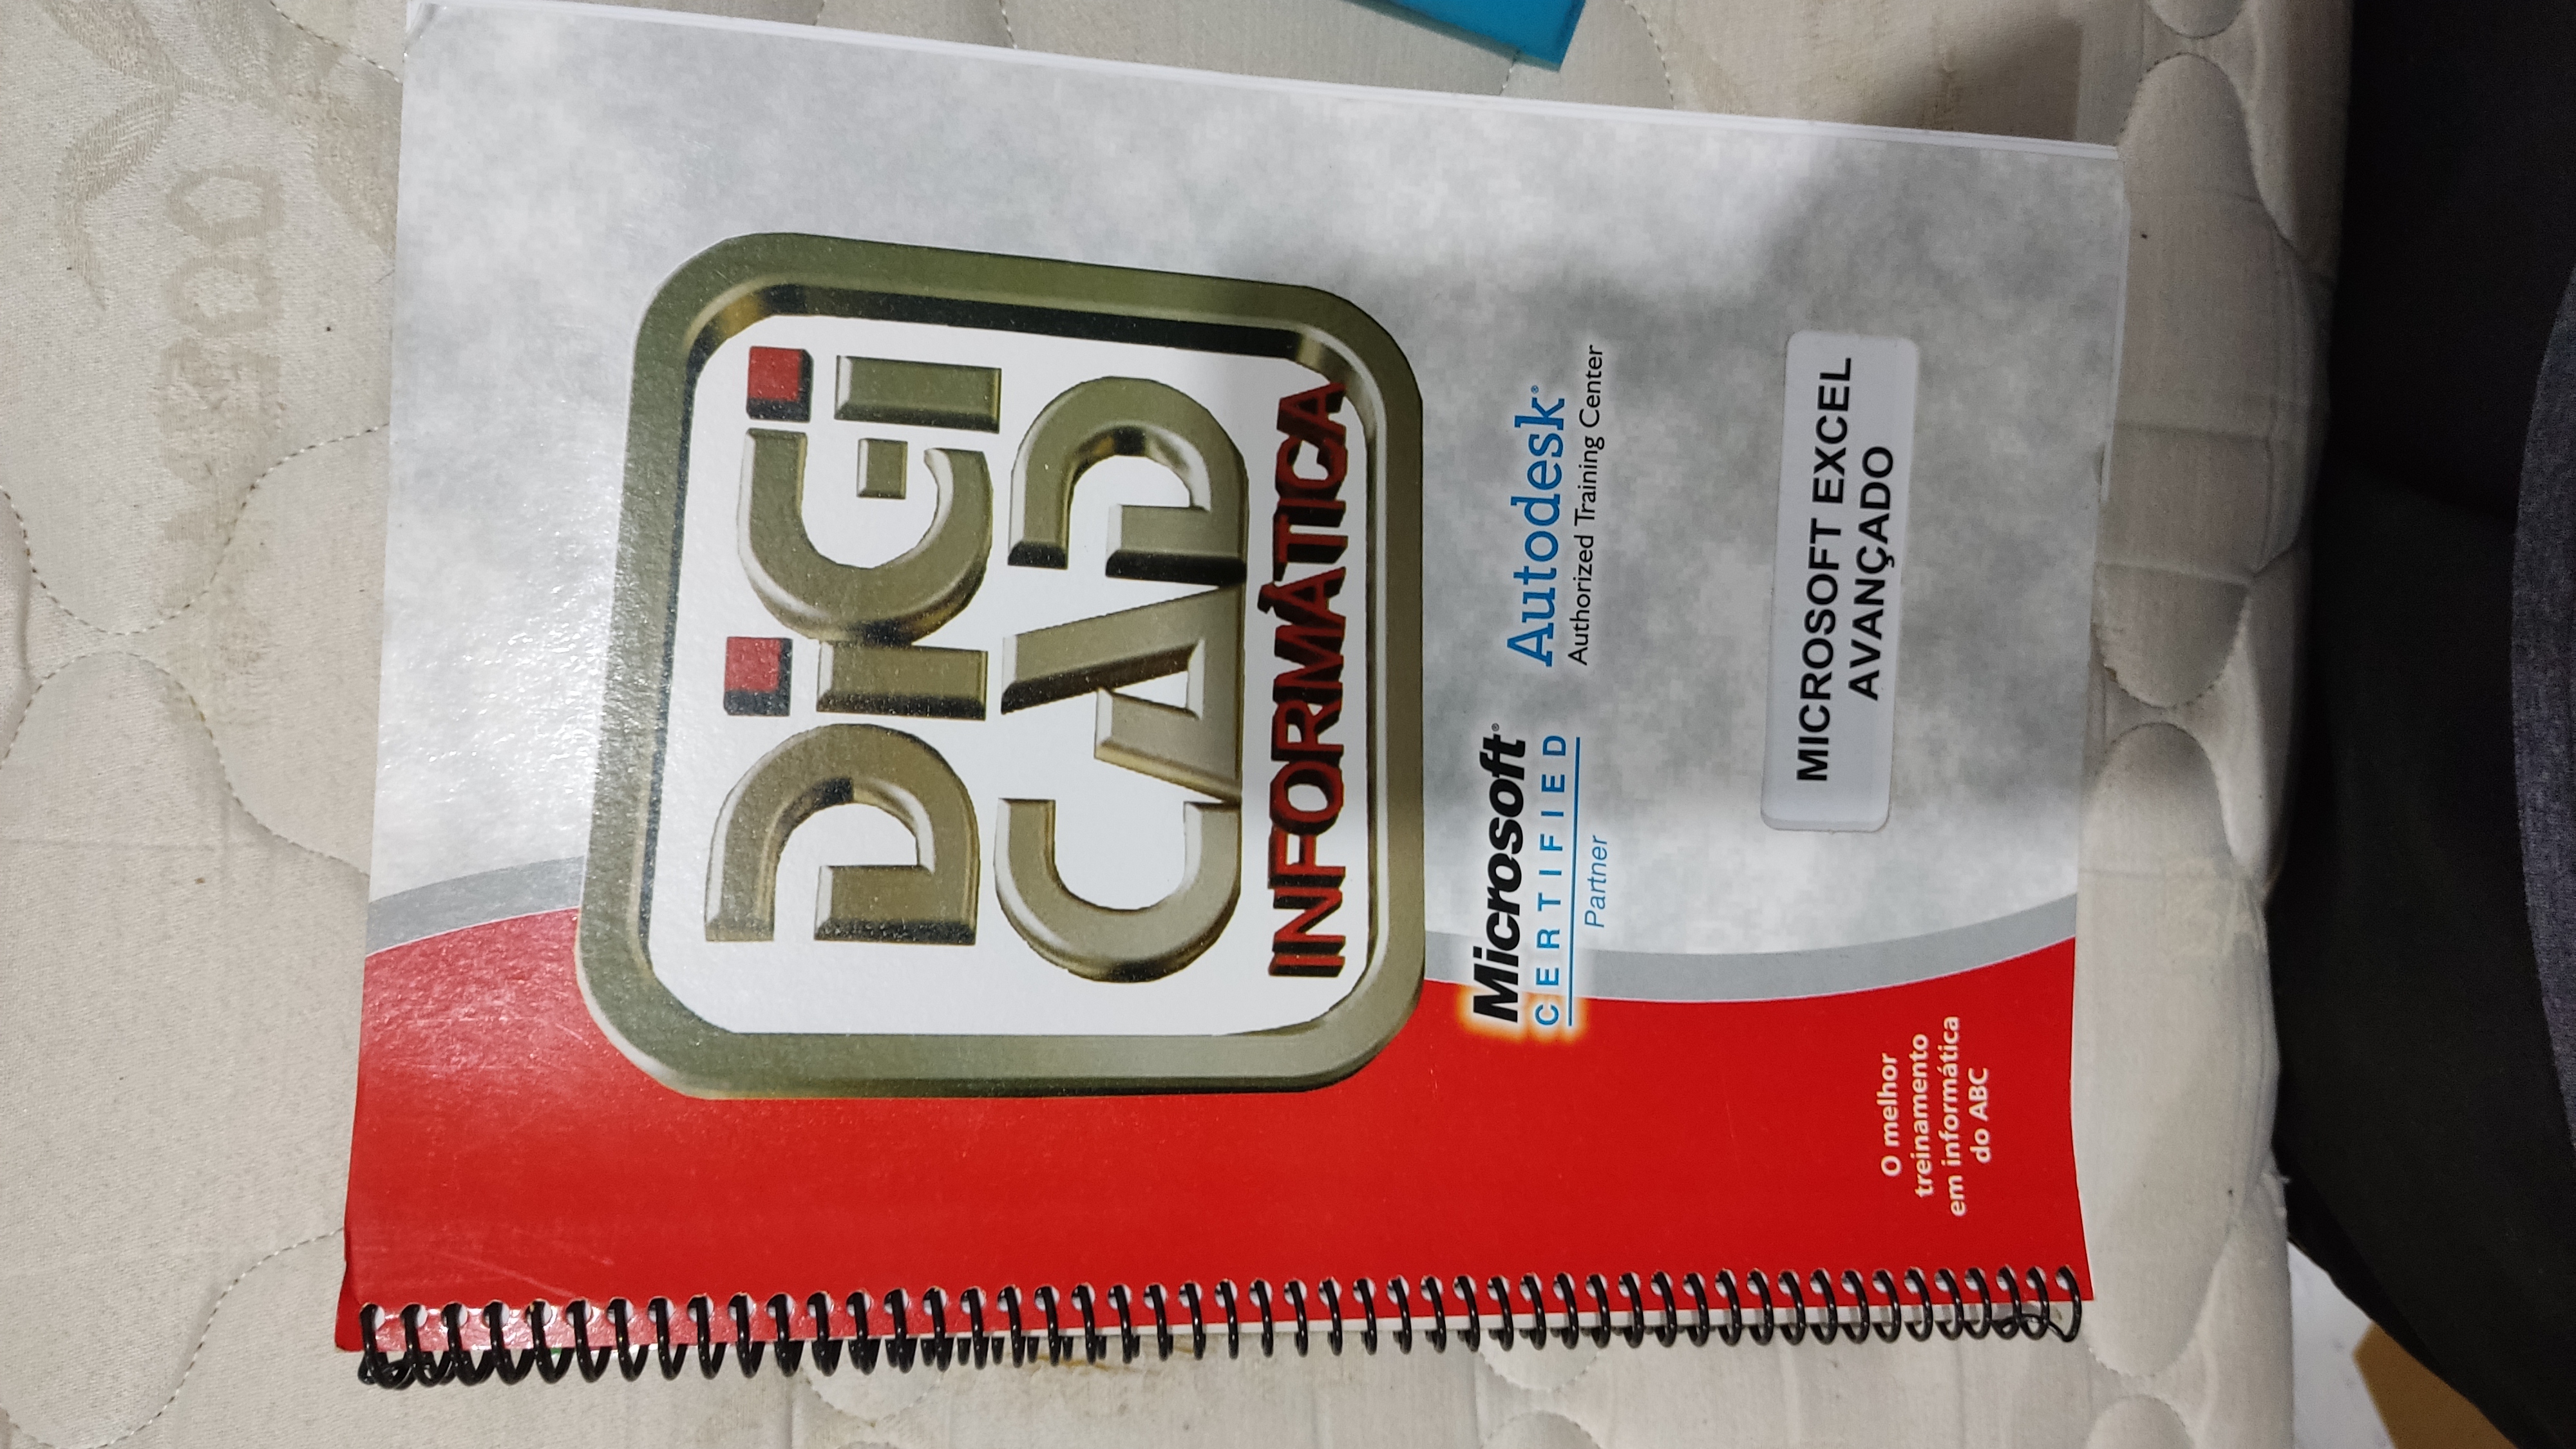 DiGi
CAD
INFORMÁTICA
Microsoft®
CERTIFIED
Partner
Autodesk®
Authorized Training Center
MICROSOFT EXCEL
AVANÇADO
O melhor
treinamento
em informática
do ABC